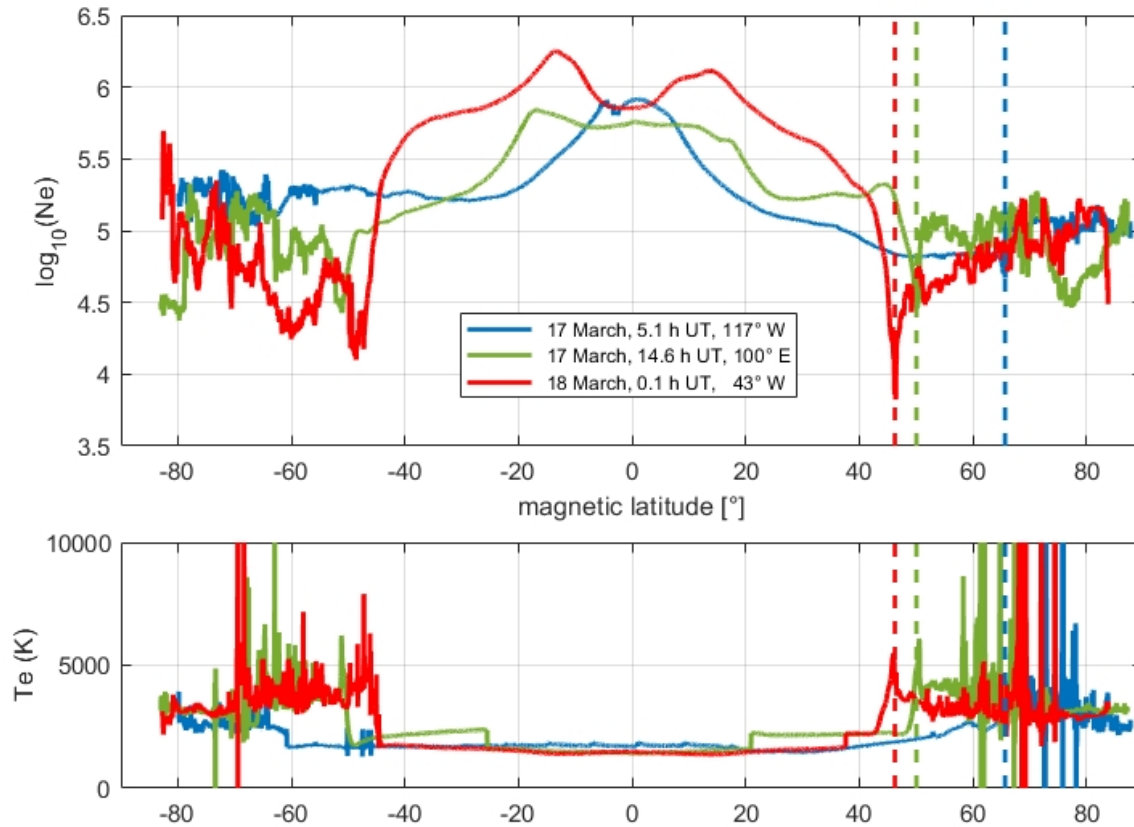 6.5
6
5.5
5
4.5
4
3.5
log10(Ne)
17 March, 5.1 h UT, 117° W
17 March, 14.6 h UT, 100° E
18 March, 0.1 h UT, 43° W
-80 -60 -40 -20 0 20 40 60 80
magnetic latitude [°]
10000
5000
0
Te (K)
-80 -60 -40 -20 0 20 40 60 80